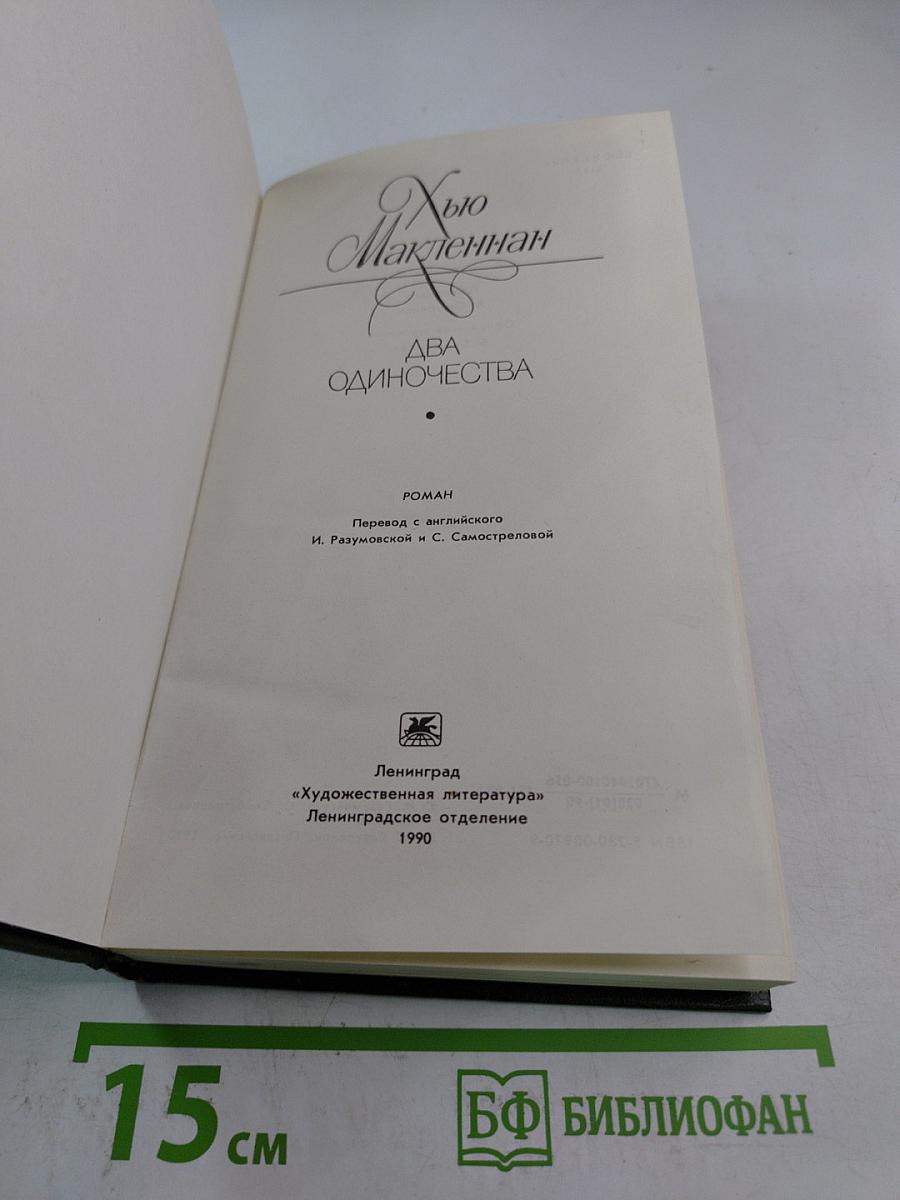 Хью
Макленнан
ДВА
ОДИНОЧЕСТВА
•
РОМАН
Перевод с английского
И. Разумовской и С. Самостреловой
Ленинград
«Художественная литература»
Ленинградское отделение
1990
15 см
БФ БИБЛИОФАН